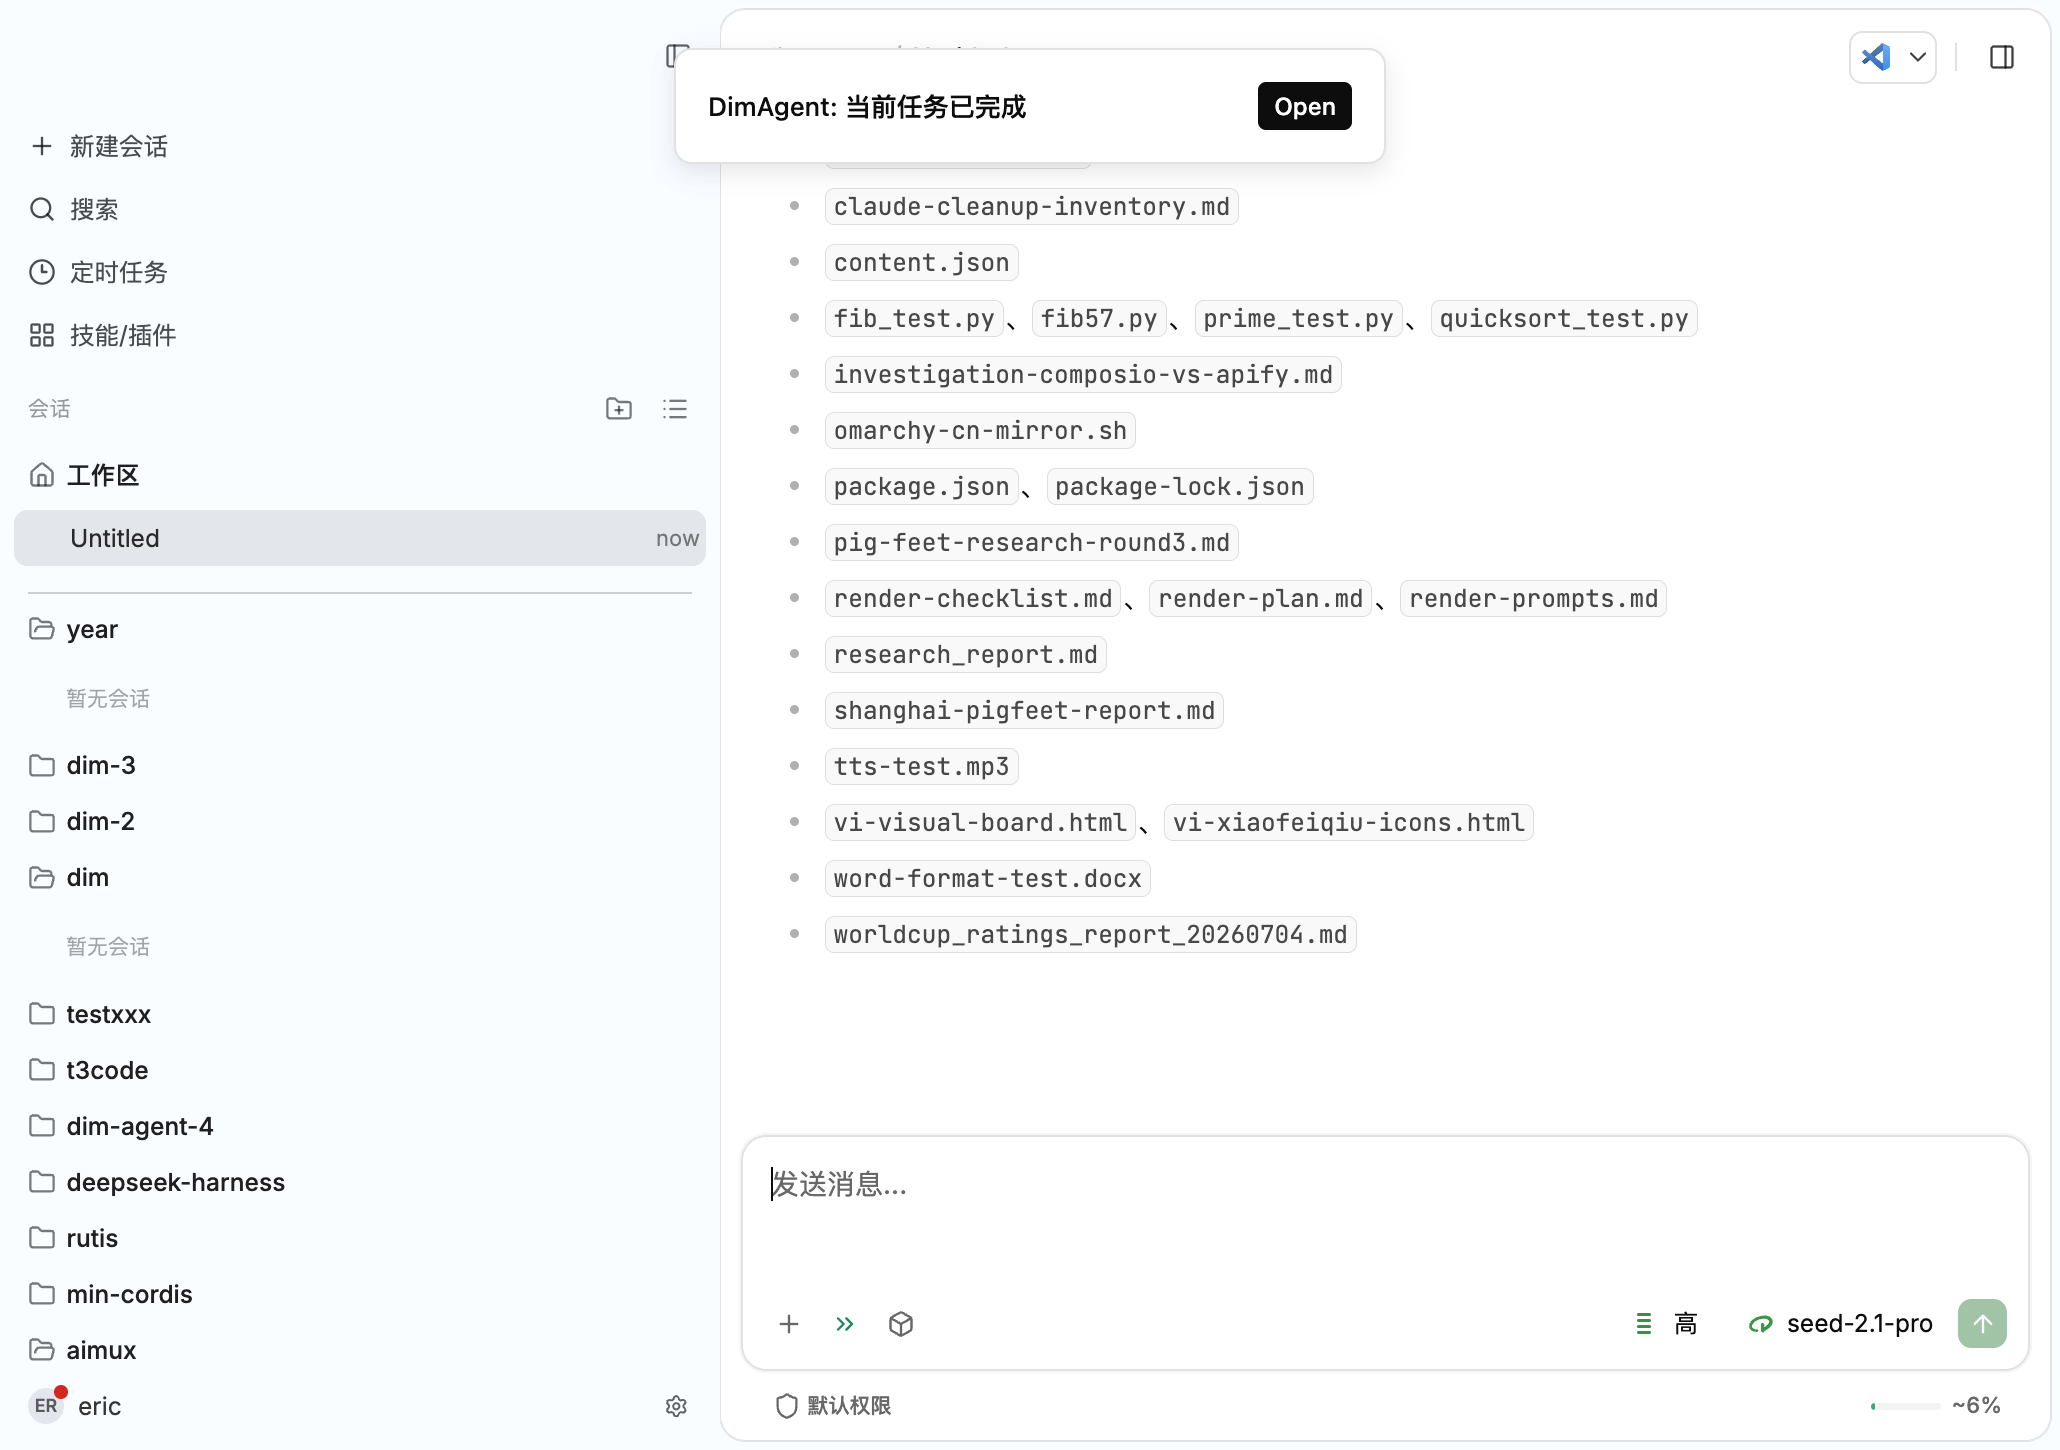 DimAgent: 当前任务已完成
Open
新建会话
搜索
定时任务
技能/插件
会话
工作区
Untitled now
year
暂无会话
dim-3
dim-2
dim
暂无会话
testxxx
t3code
dim-agent-4
deepseek-harness
rutis
min-cordis
aimux
ER eric
claude-cleanup-inventory.md
content.json
fib_test.py、fib57.py、prime_test.py、quicksort_test.py
investigation-composio-vs-apify.md
omarchy-cn-mirror.sh
package.json、package-lock.json
pig-feet-research-round3.md
render-checklist.md、render-plan.md、render-prompts.md
research_report.md
shanghai-pigfeet-report.md
tts-test.mp3
vi-visual-board.html、vi-xiaofeiqiu-icons.html
word-format-test.docx
worldcup_ratings_report_20260704.md
发送消息...
高 seed-2.1-pro
默认权限 ~6%